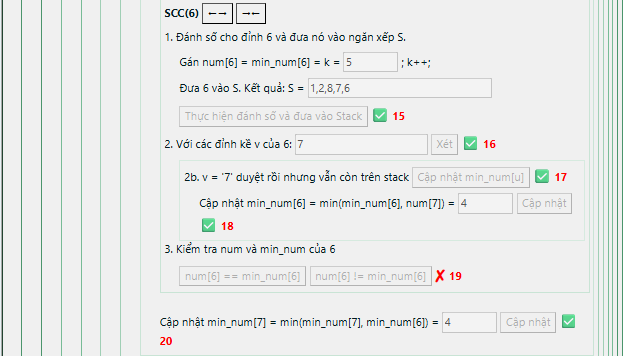 SCC(6) ←→ →←
1. Đánh số cho đỉnh 6 và đưa nó vào ngăn xếp S.
Gán num[6] = min_num[6] = k = 5 ; k++;
Đưa 6 vào S. Kết quả: S = 1,2,8,7,6
Thực hiện đánh số và đưa vào Stack ✅ 15
2. Với các đỉnh kề v của 6: 7 Xét ✅ 16
2b. v = '7' duyệt rồi nhưng vẫn còn trên stack Cập nhật min_num[u] ✅ 17
Cập nhật min_num[6] = min(min_num[6], num[7]) = 4 Cập nhật
✅ 18
3. Kiểm tra num và min_num của 6
num[6] == min_num[6] num[6] != min_num[6] ✗ 19
Cập nhật min_num[7] = min(min_num[7], min_num[6]) = 4 Cập nhật ✅
20